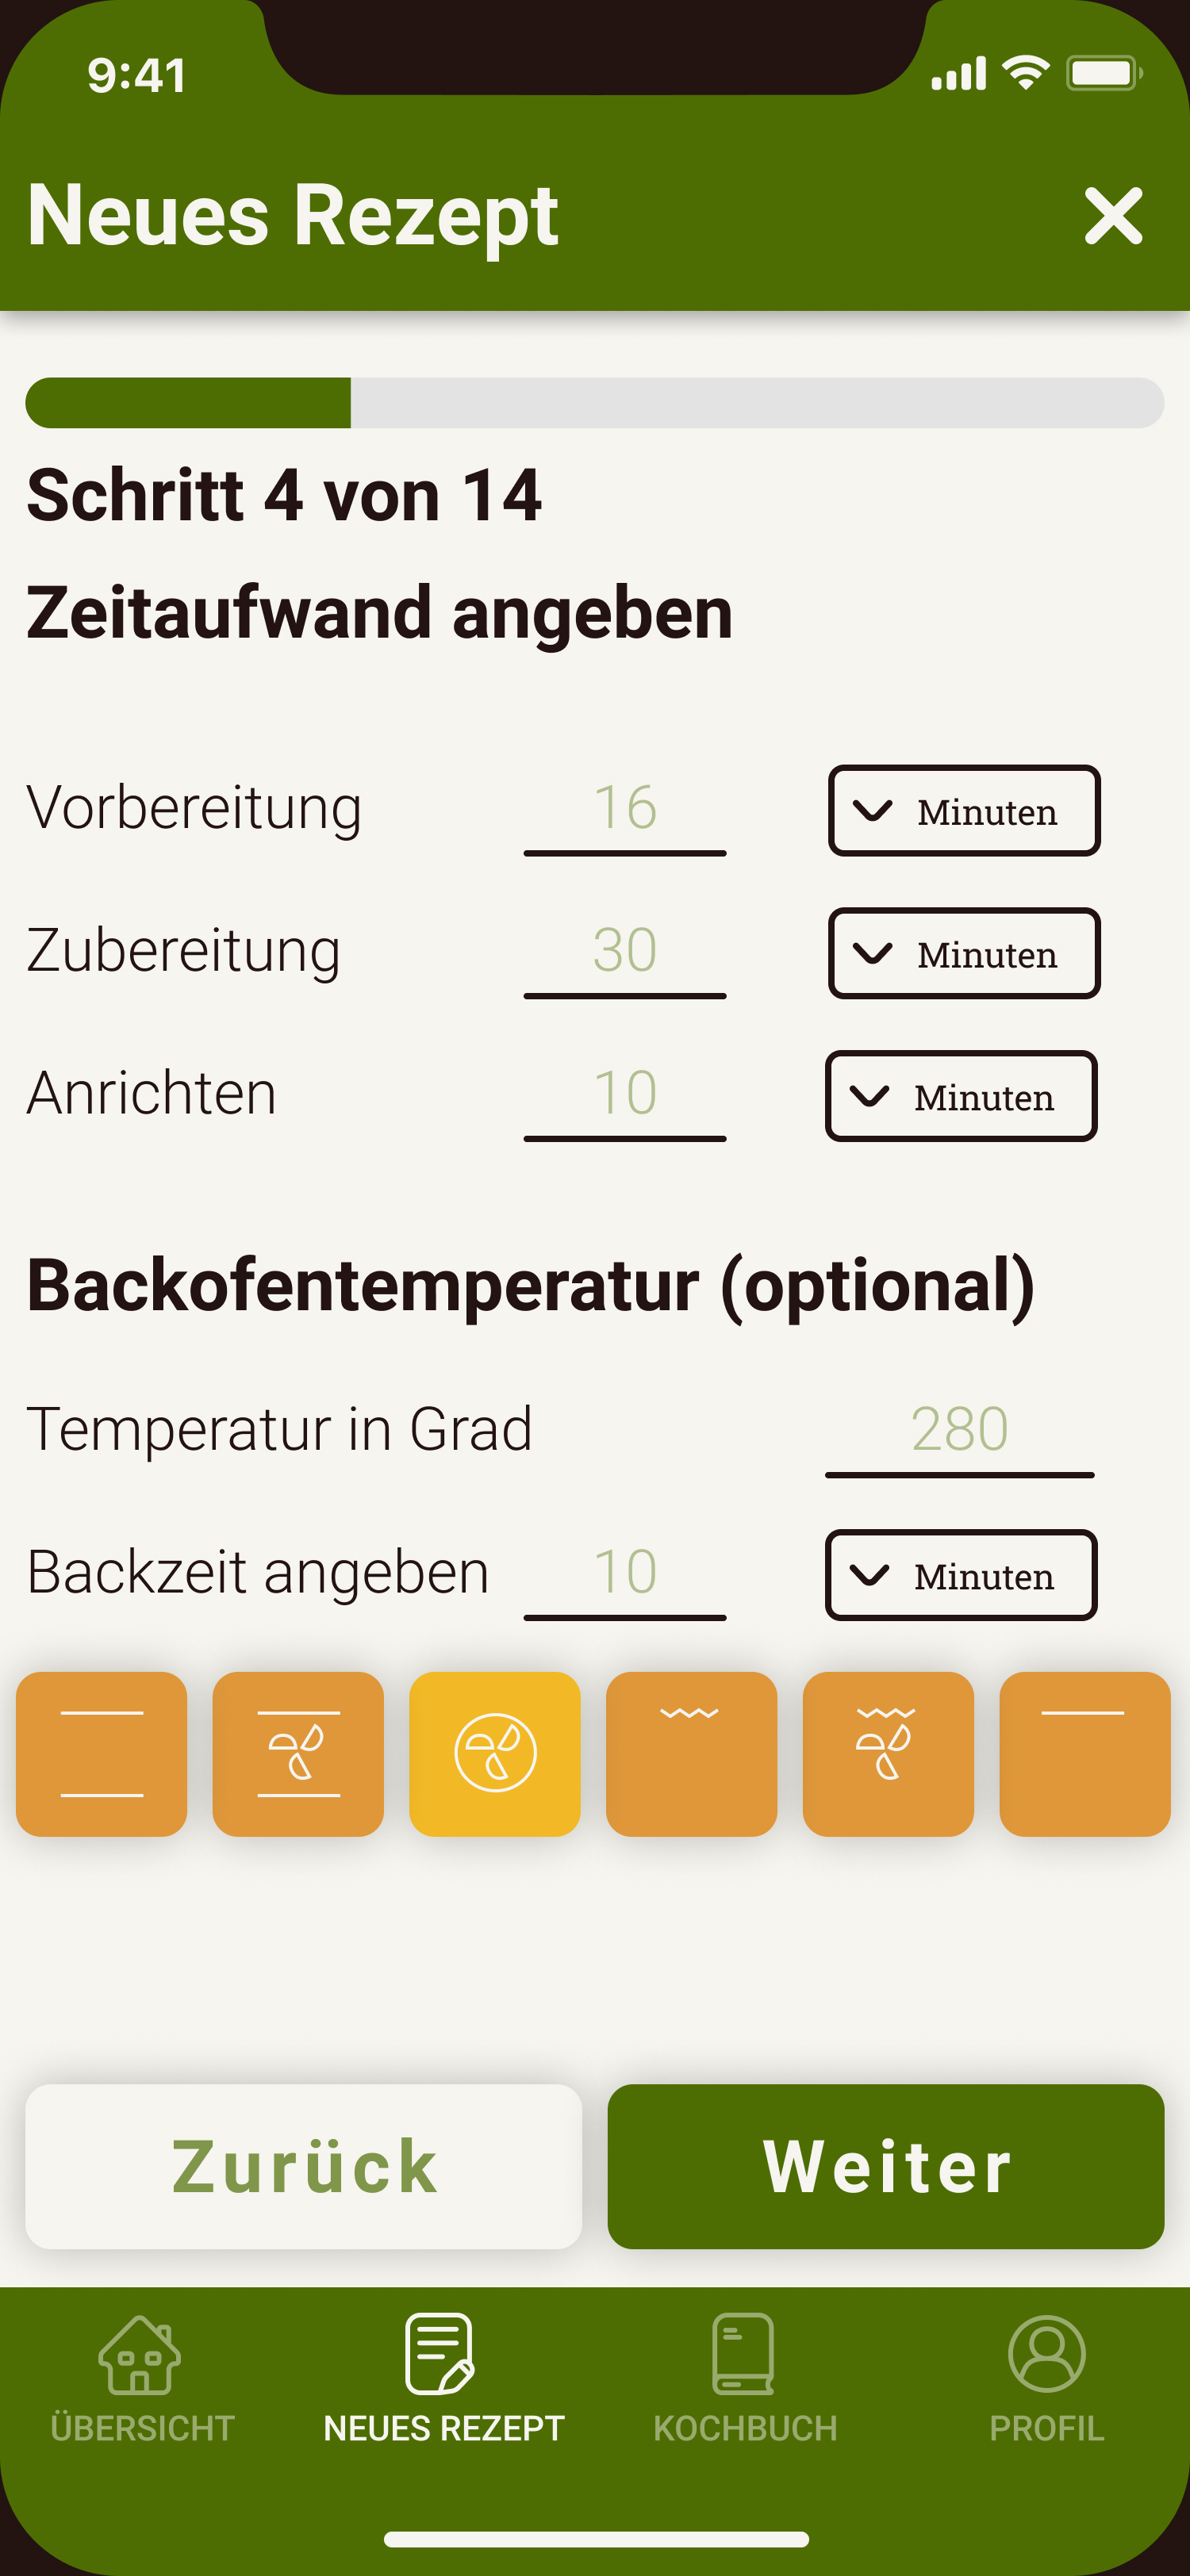 9:41
Neues Rezept
Schritt 4 von 14
Zeitaufwand angeben
Vorbereitung 16 Minuten
Zubereitung 30 Minuten
Anrichten 10 Minuten
Backofentemperatur (optional)
Temperatur in Grad 280
Backzeit angeben 10 Minuten
Zurück Weiter
ÜBERSICHT NEUES REZEPT KOCHBUCH PROFIL